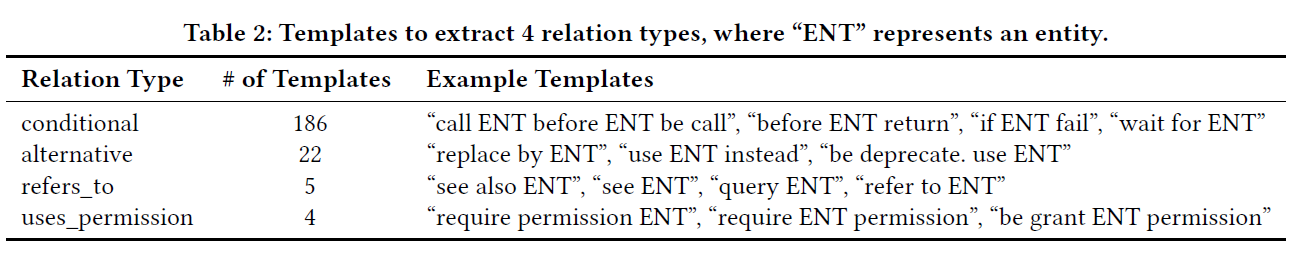 Table 2: Templates to extract 4 relation types, where “ENT” represents an entity.
Relation Type # of Templates Example Templates
conditional 186 “call ENT before ENT be call”, “before ENT return”, “if ENT fail”, “wait for ENT”
alternative 22 “replace by ENT”, “use ENT instead”, “be deprecate. use ENT”
refers_to 5 “see also ENT”, “see ENT”, “query ENT”, “refer to ENT”
uses_permission 4 “require permission ENT”, “require ENT permission”, “be grant ENT permission”